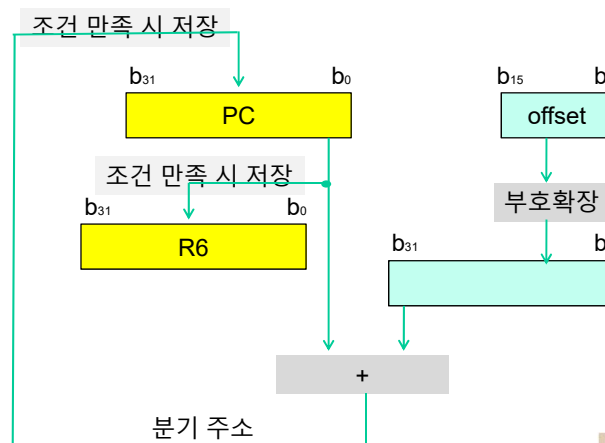 조건 만족 시 저장
b31 b0 b15 b
PC offset
조건 만족 시 저장
부호확장
b31 b0
R6
b31 b
+
분기 주소